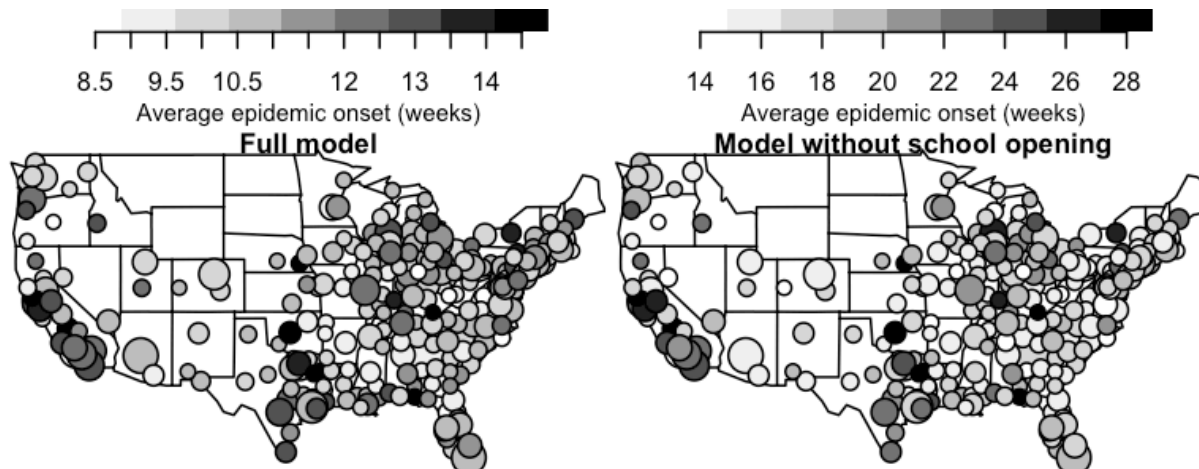 8.5 9.5 10.5 12 13 14
Average epidemic onset (weeks)
Full model
14 16 18 20 22 24 26 28
Average epidemic onset (weeks)
Model without school opening